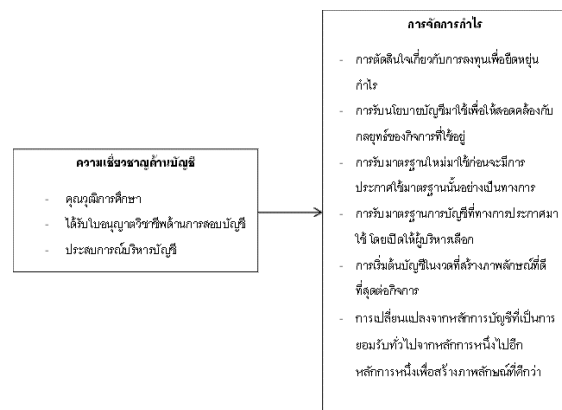 ความเชี่ยวชาญด้านบัญชี
- คุณวุฒิการศึกษา
- ได้รับใบอนุญาตวิชาชีพด้านการสอบบัญชี
- ประสบการณ์บริหารบัญชี
การจัดการกำไร
- การตัดสินใจเกี่ยวกับการลงทุนเพื่อยืดหยุ่น
กำไร
- การรับนโยบายบัญชีมาใช้เพื่อให้สอดคล้องกับ
กลยุทธ์ของกิจการที่ใช้อยู่
- การรับมาตรฐานใหม่มาใช้ก่อนจะมีการ
ประกาศใช้มาตรฐานนั้นอย่างเป็นทางการ
- การรับมาตรฐานการบัญชีที่ทางการประกาศมา
ใช้ โดยเปิดให้ผู้บริหารเลือก
- การเริ่มต้นบัญชีในงวดที่สร้างภาพลักษณ์ที่ดี
ที่สุดต่อกิจการ
- การเปลี่ยนแปลงจากหลักการบัญชีที่เป็นการ
ยอมรับทั่วไปจากหลักการหนึ่งไปอีก
หลักการหนึ่งเพื่อสร้างภาพลักษณ์ที่ดีกว่า